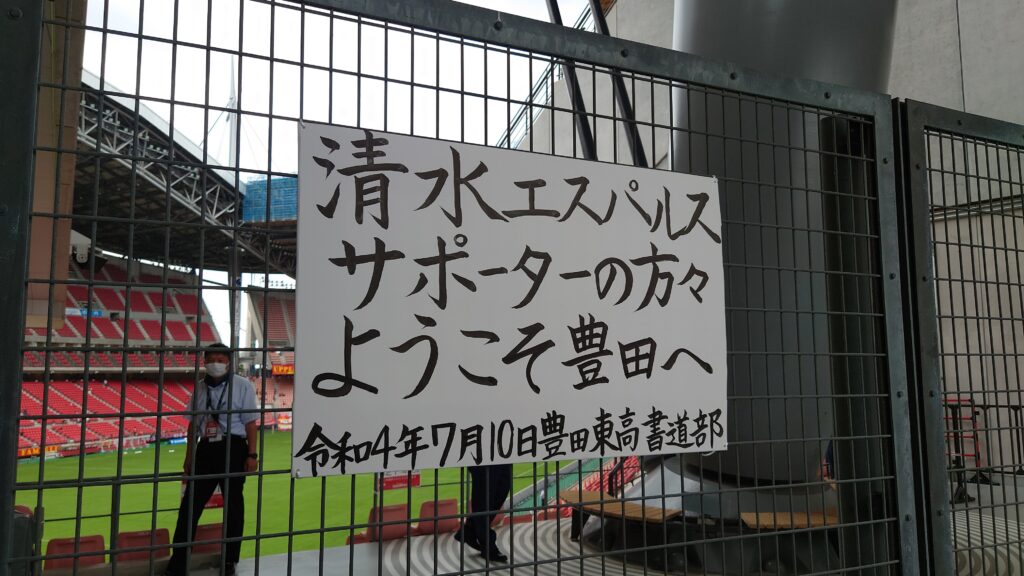 清水エスパルス
サポーターの方々
ようこそ豊田へ
令和4年7月10日豊田東高書道部